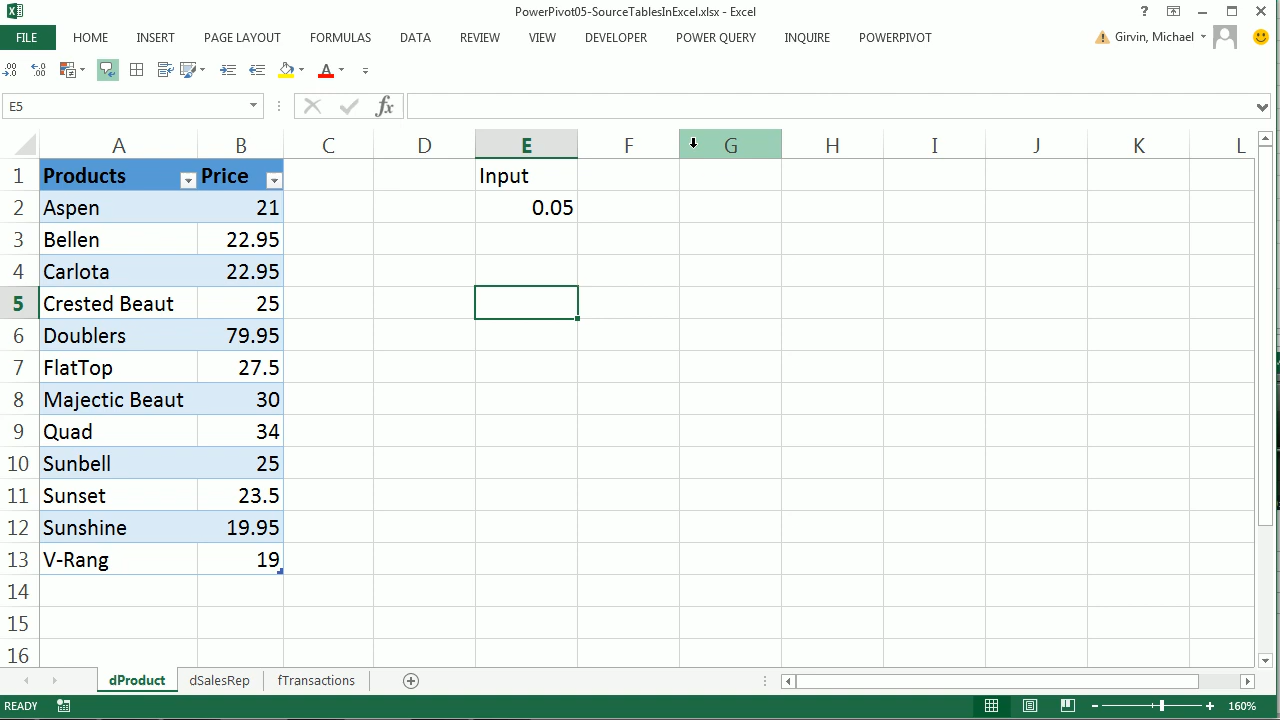 PowerPivot05-SourceTablesInExcel.xlsx - Excel
FILE HOME INSERT PAGE LAYOUT FORMULAS DATA REVIEW VIEW DEVELOPER POWER QUERY INQUIRE POWERPIVOT Girvin, Michael
E5 fx
A B C D E F G H I J K L
1 Products Price Input
2 Aspen 21 0.05
3 Bellen 22.95
4 Carlota 22.95
5 Crested Beaut 25
6 Doublers 79.95
7 FlatTop 27.5
8 Majectic Beaut 30
9 Quad 34
10 Sunbell 25
11 Sunset 23.5
12 Sunshine 19.95
13 V-Rang 19
14
15
16
dProduct dSalesRep fTransactions
READY 160%